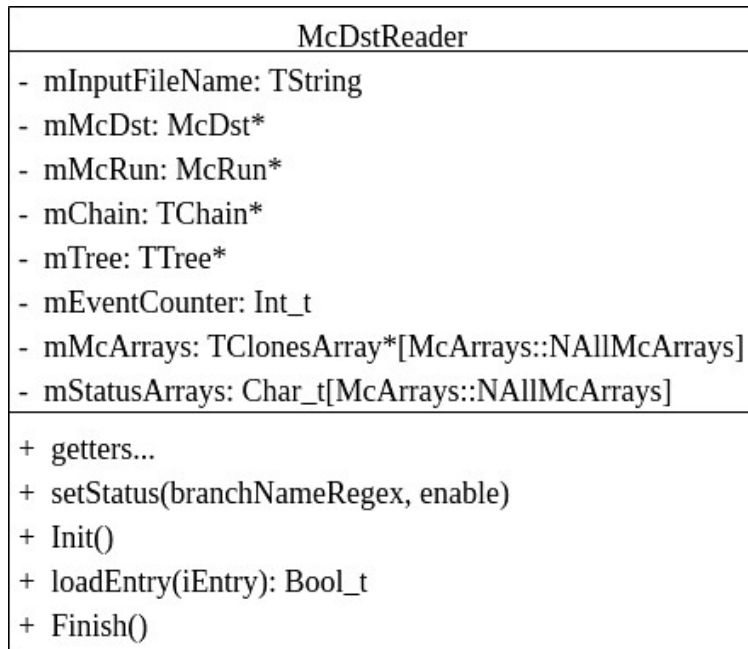 McDstReader
- mInputFileName: TString
- mMcDst: McDst*
- mMcRun: McRun*
- mChain: TChain*
- mTree: TTree*
- mEventCounter: Int_t
- mMcArrays: TClonesArray*[McArrays::NAllMcArrays]
- mStatusArrays: Char_t[McArrays::NAllMcArrays]
+ getters...
+ setStatus(branchNameRegex, enable)
+ Init()
+ loadEntry(iEntry): Bool_t
+ Finish()